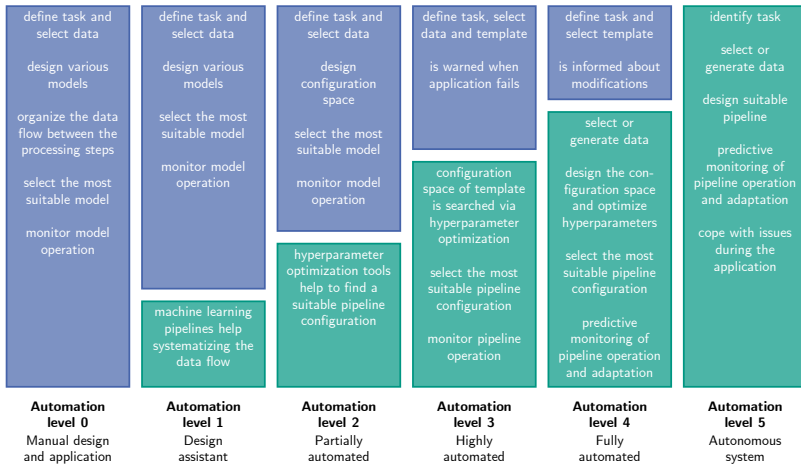 define task and
select data
design various
models
organize the data
flow between the
processing steps
select the most
suitable model
monitor model
operation
Automation
level 0
Manual design
and application
define task and
select data
design various
models
select the most
suitable model
monitor model
operation
machine learning
pipelines help
systematizing the
data flow
Automation
level 1
Design
assistant
define task and
select data
design
configuration
space
select the most
suitable model
monitor model
operation
hyperparameter
optimization tools
help to find a
suitable pipeline
configuration
Automation
level 2
Partially
automated
define task, select
data and template
is warned when
application fails
configuration
space of template
is searched via
hyperparameter
optimization
select the most
suitable pipeline
configuration
monitor pipeline
operation
Automation
level 3
Highly
automated
define task and
select template
is informed about
modifications
select or
generate data
design the con-
figuration space
and optimize
hyperparameters
select the most
suitable pipeline
configuration
predictive
monitoring of
pipeline operation
and adaptation
Automation
level 4
Fully
automated
identify task
select or
generate data
design suitable
pipeline
predictive
monitoring of
pipeline operation
and adaptation
cope with issues
during the
application
Automation
level 5
Autonomous
system